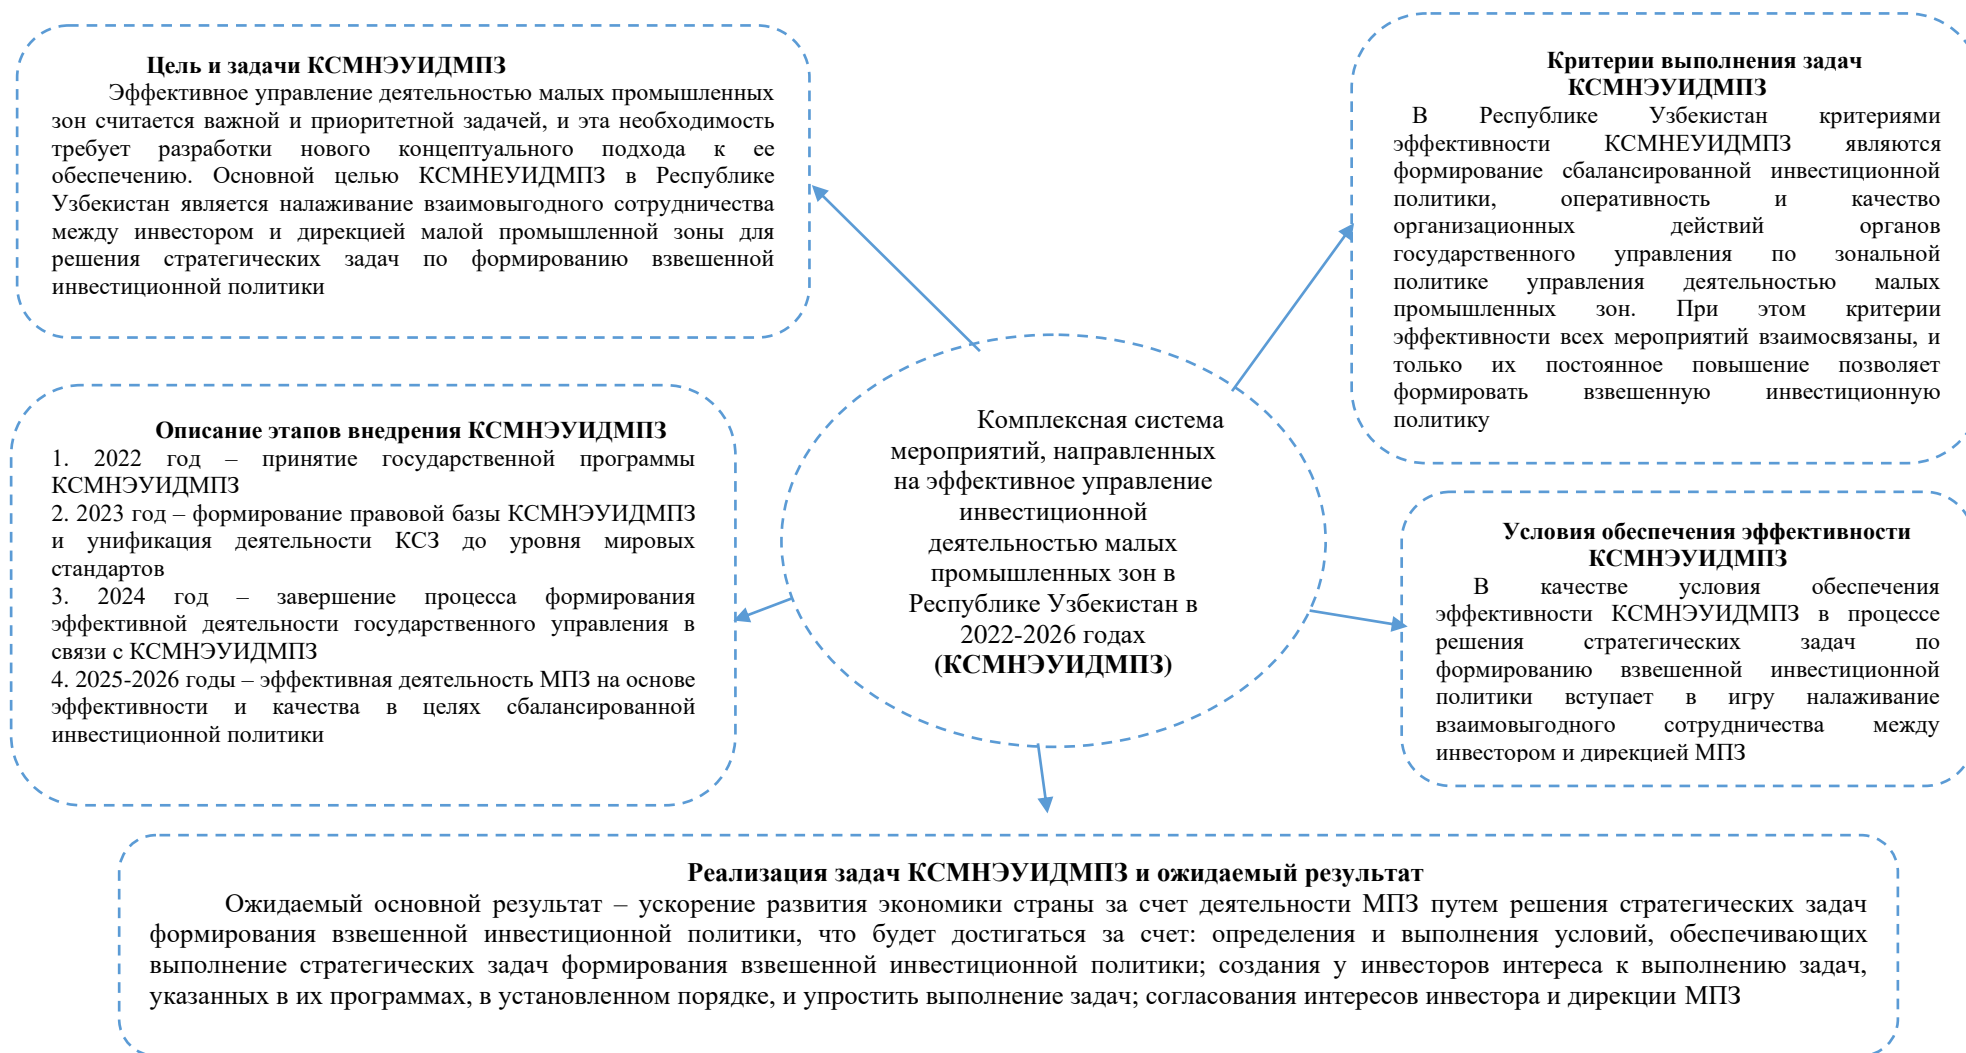 Цель и задачи КСМНЭУИДМПЗ
Эффективное управление деятельностью малых промышленных
зон считается важной и приоритетной задачей, и эта необходимость
требует разработки нового концептуального подхода к ее
обеспечению. Основной целью КСМНЕУИДМПЗ в Республике
Узбекистан является налаживание взаимовыгодного сотрудничества
между инвестором и дирекцией малой промышленной зоны для
решения стратегических задач по формированию взвешенной
инвестиционной политики
Критерии выполнения задач
КСМНЭУИДМПЗ
В Республике Узбекистан критериями
эффективности КСМНЕУИДМПЗ являются
формирование сбалансированной инвестиционной
политики, оперативность и качество
организационных действий органов
государственного управления по зональной
политике управления деятельностью малых
промышленных зон. При этом критерии
эффективности всех мероприятий взаимосвязаны, и
только их постоянное повышение позволяет
формировать взвешенную инвестиционную
политику
Описание этапов внедрения КСМНЭУИДМПЗ
1. 2022 год – принятие государственной программы
КСМНЭУИДМПЗ
2. 2023 год – формирование правовой базы КСМНЭУИДМПЗ
и унификация деятельности КСЗ до уровня мировых
стандартов
3. 2024 год – завершение процесса формирования
эффективной деятельности государственного управления в
связи с КСМНЭУИДМПЗ
4. 2025-2026 годы – эффективная деятельность МПЗ на основе
эффективности и качества в целях сбалансированной
инвестиционной политики
Комплексная система
мероприятий, направленных
на эффективное управление
инвестиционной
деятельностью малых
промышленных зон в
Республике Узбекистан в
2022-2026 годах
(КСМНЭУИДМПЗ)
Условия обеспечения эффективности
КСМНЭУИДМПЗ
В качестве условия обеспечения
эффективности КСМНЭУИДМПЗ в процессе
решения стратегических задач по
формированию взвешенной инвестиционной
политики вступает в игру налаживание
взаимовыгодного сотрудничества между
инвестором и дирекцией МПЗ
Реализация задач КСМНЭУИДМПЗ и ожидаемый результат
Ожидаемый основной результат – ускорение развития экономики страны за счет деятельности МПЗ путем решения стратегических задач
формирования взвешенной инвестиционной политики, что будет достигаться за счет: определения и выполнения условий, обеспечивающих
выполнение стратегических задач формирования взвешенной инвестиционной политики; создания у инвесторов интереса к выполнению задач,
указанных в их программах, в установленном порядке, и упростить выполнение задач; согласования интересов инвестора и дирекции МПЗ